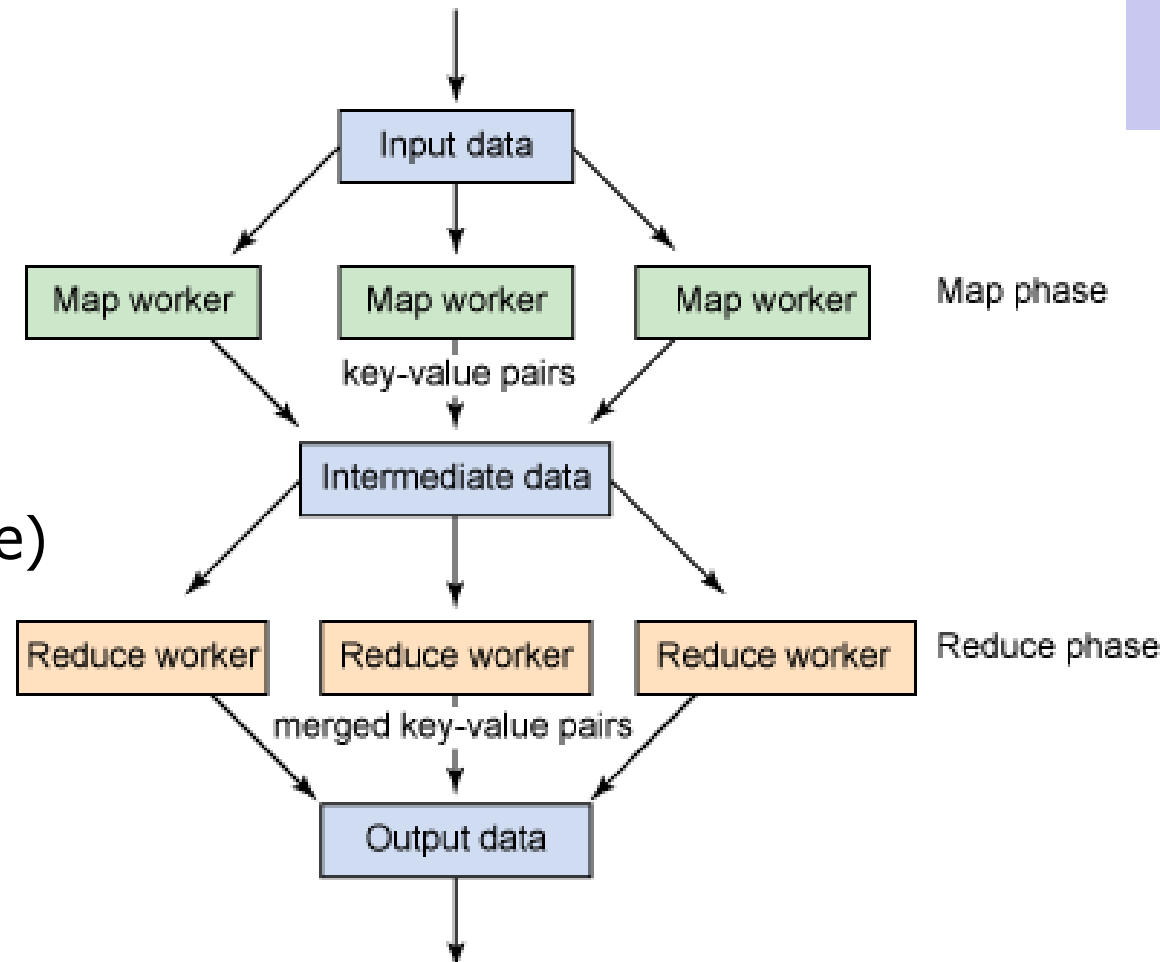 Input data
Map worker Map worker Map worker Map phase
key-value pairs
Intermediate data
e)
Reduce worker Reduce worker Reduce worker Reduce phase
merged key-value pairs
Output data